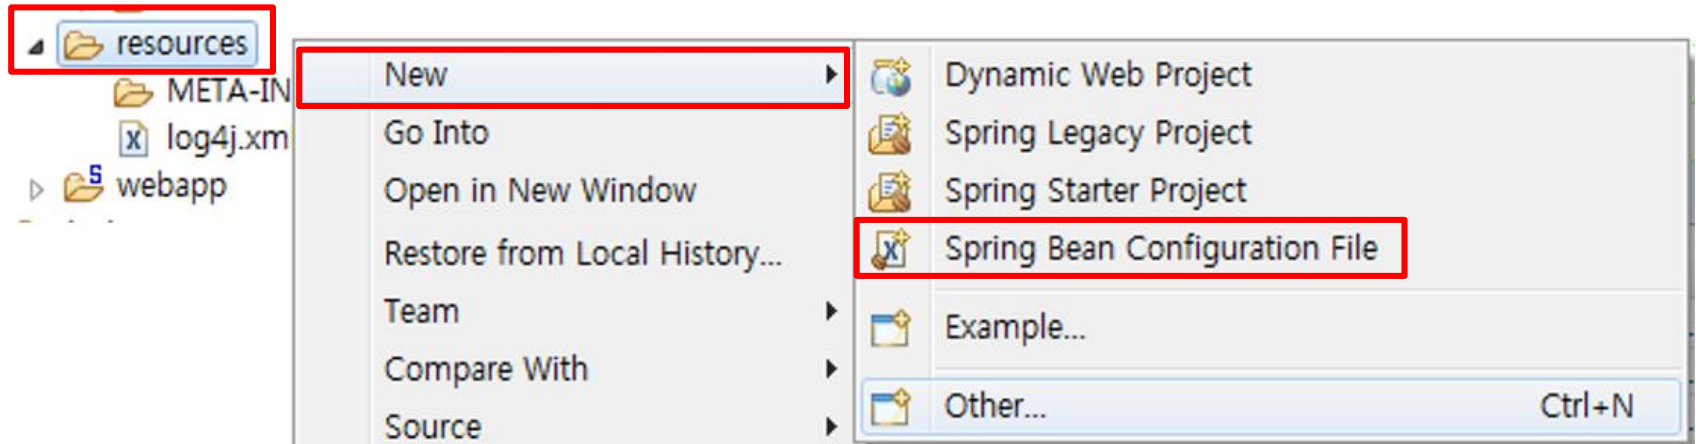 resources
META-IN
log4j.xm
webapp
New
Go Into
Open in New Window
Restore from Local History...
Team
Compare With
Source
Dynamic Web Project
Spring Legacy Project
Spring Starter Project
Spring Bean Configuration File
Example...
Other... Ctrl+N